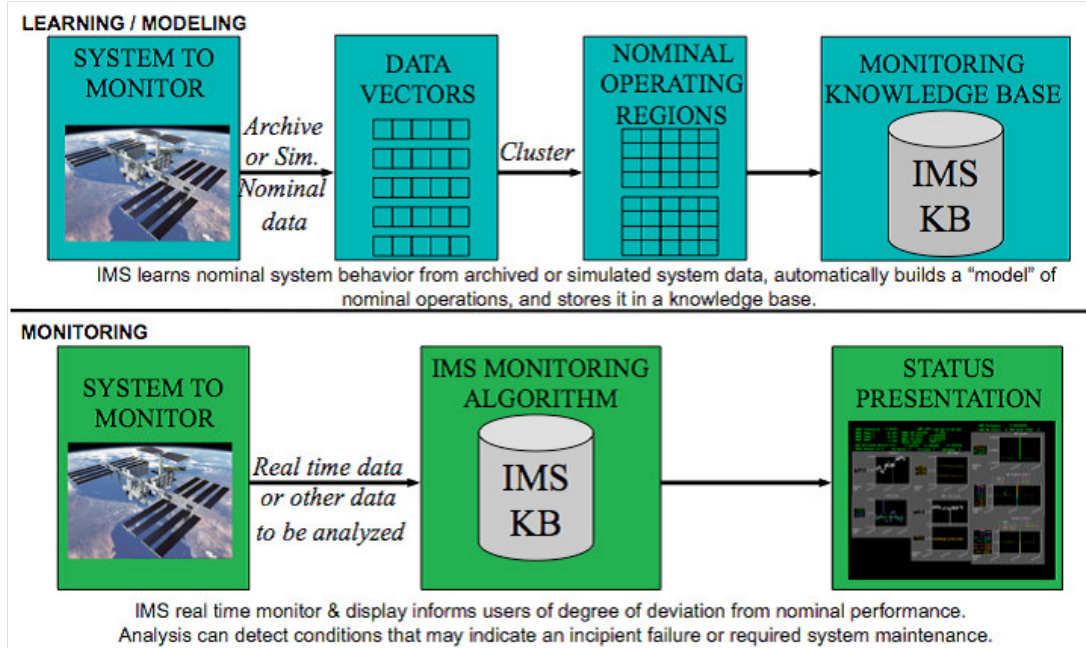 LEARNING / MODELING
SYSTEM TO
MONITOR
Archive
or Sim.
Nominal
data
DATA
VECTORS
Cluster
NOMINAL
OPERATING
REGIONS
MONITORING
KNOWLEDGE BASE
IMS
KB
IMS learns nominal system behavior from archived or simulated system data, automatically builds a “model” of
nominal operations, and stores it in a knowledge base.
MONITORING
SYSTEM TO
MONITOR
Real time data
or other data
to be analyzed
IMS MONITORING
ALGORITHM
IMS
KB
STATUS
PRESENTATION
IMS real time monitor & display informs users of degree of deviation from nominal performance.
Analysis can detect conditions that may indicate an incipient failure or required system maintenance.